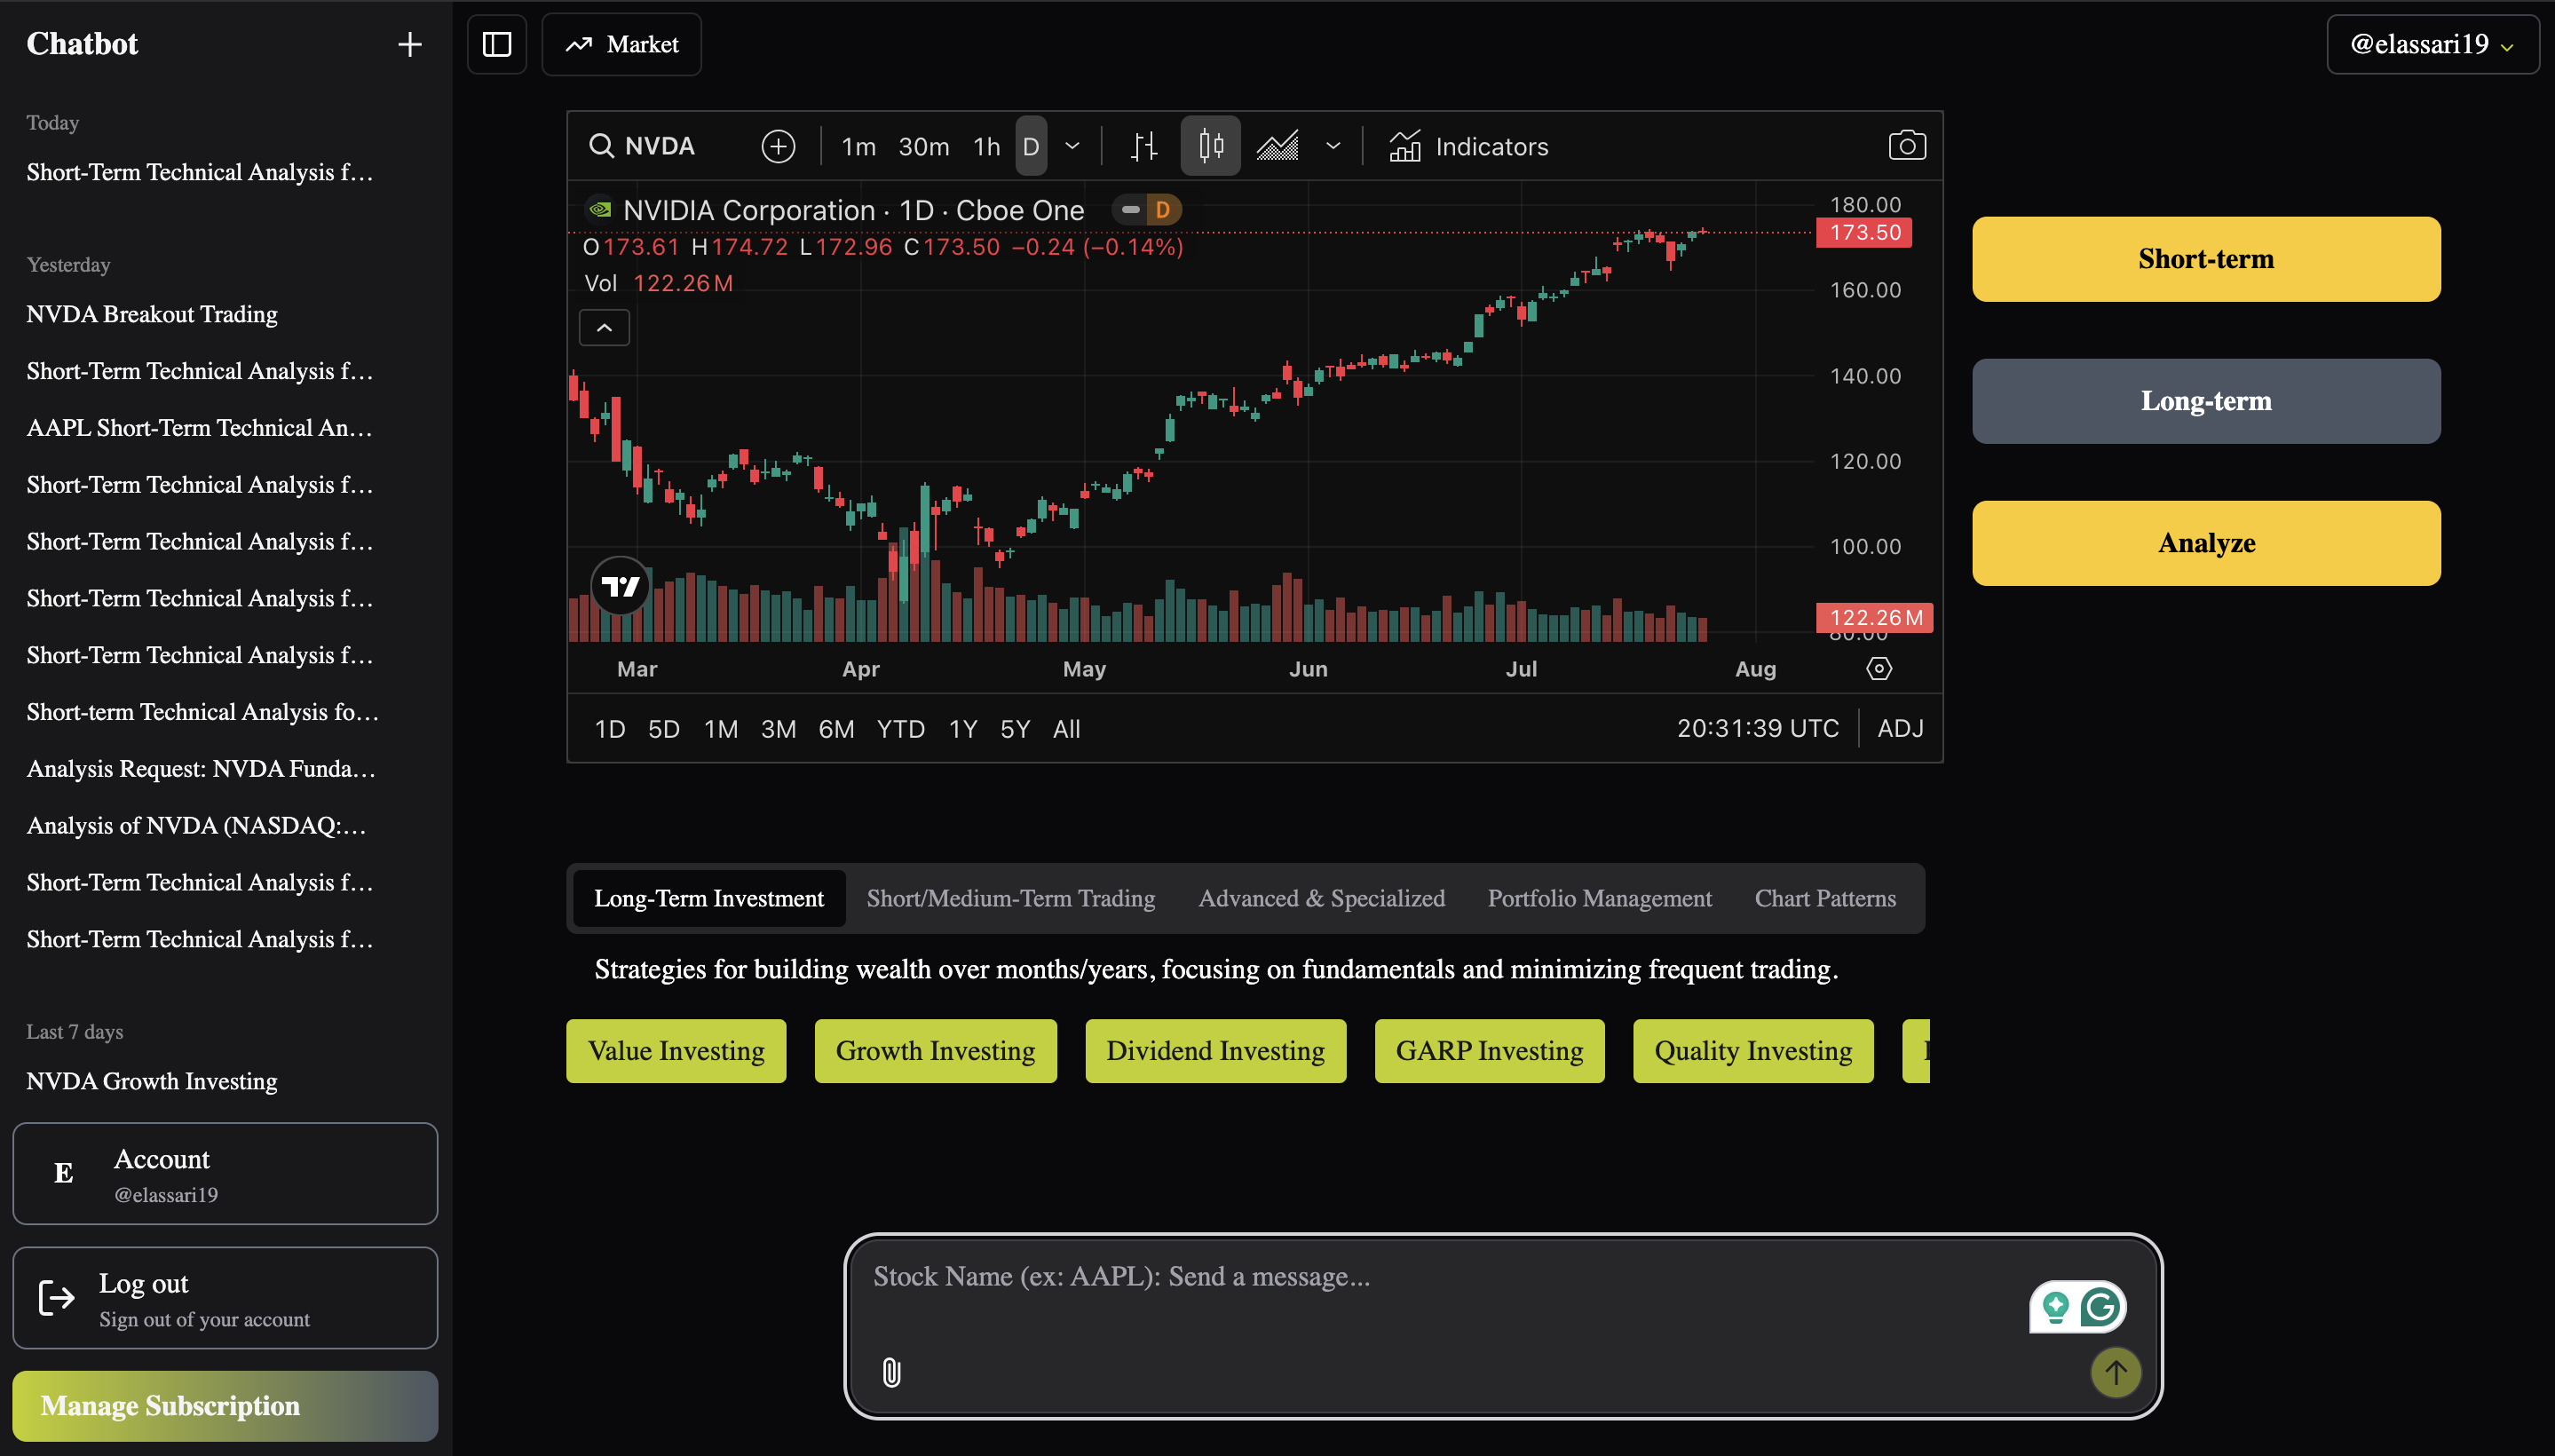 Chatbot
Market
@elassari19
Today
Short-Term Technical Analysis f…
Yesterday
NVDA Breakout Trading
Short-Term Technical Analysis f…
AAPL Short-Term Technical An…
Short-Term Technical Analysis f…
Short-Term Technical Analysis f…
Short-Term Technical Analysis f…
Short-Term Technical Analysis f…
Short-term Technical Analysis fo…
Analysis Request: NVDA Funda…
Analysis of NVDA (NASDAQ:…
Short-Term Technical Analysis f…
Short-Term Technical Analysis f…
Last 7 days
NVDA Growth Investing
E
Account
@elassari19
Log out
Sign out of your account
Manage Subscription
NVDA 1m 30m 1h D Indicators
NVIDIA Corporation · 1D · Cboe One D
O173.61 H174.72 L172.96 C173.50 −0.24 (−0.14%)
Vol 122.26M
180.00
173.50
160.00
140.00
120.00
100.00
122.26M
80.00
Mar Apr May Jun Jul Aug
1D 5D 1M 3M 6M YTD 1Y 5Y All 20:31:39 UTC ADJ
Short-term
Long-term
Analyze
Long-Term Investment Short/Medium-Term Trading Advanced & Specialized Portfolio Management Chart Patterns
Strategies for building wealth over months/years, focusing on fundamentals and minimizing frequent trading.
Value Investing Growth Investing Dividend Investing GARP Investing Quality Investing
Stock Name (ex: AAPL): Send a message...